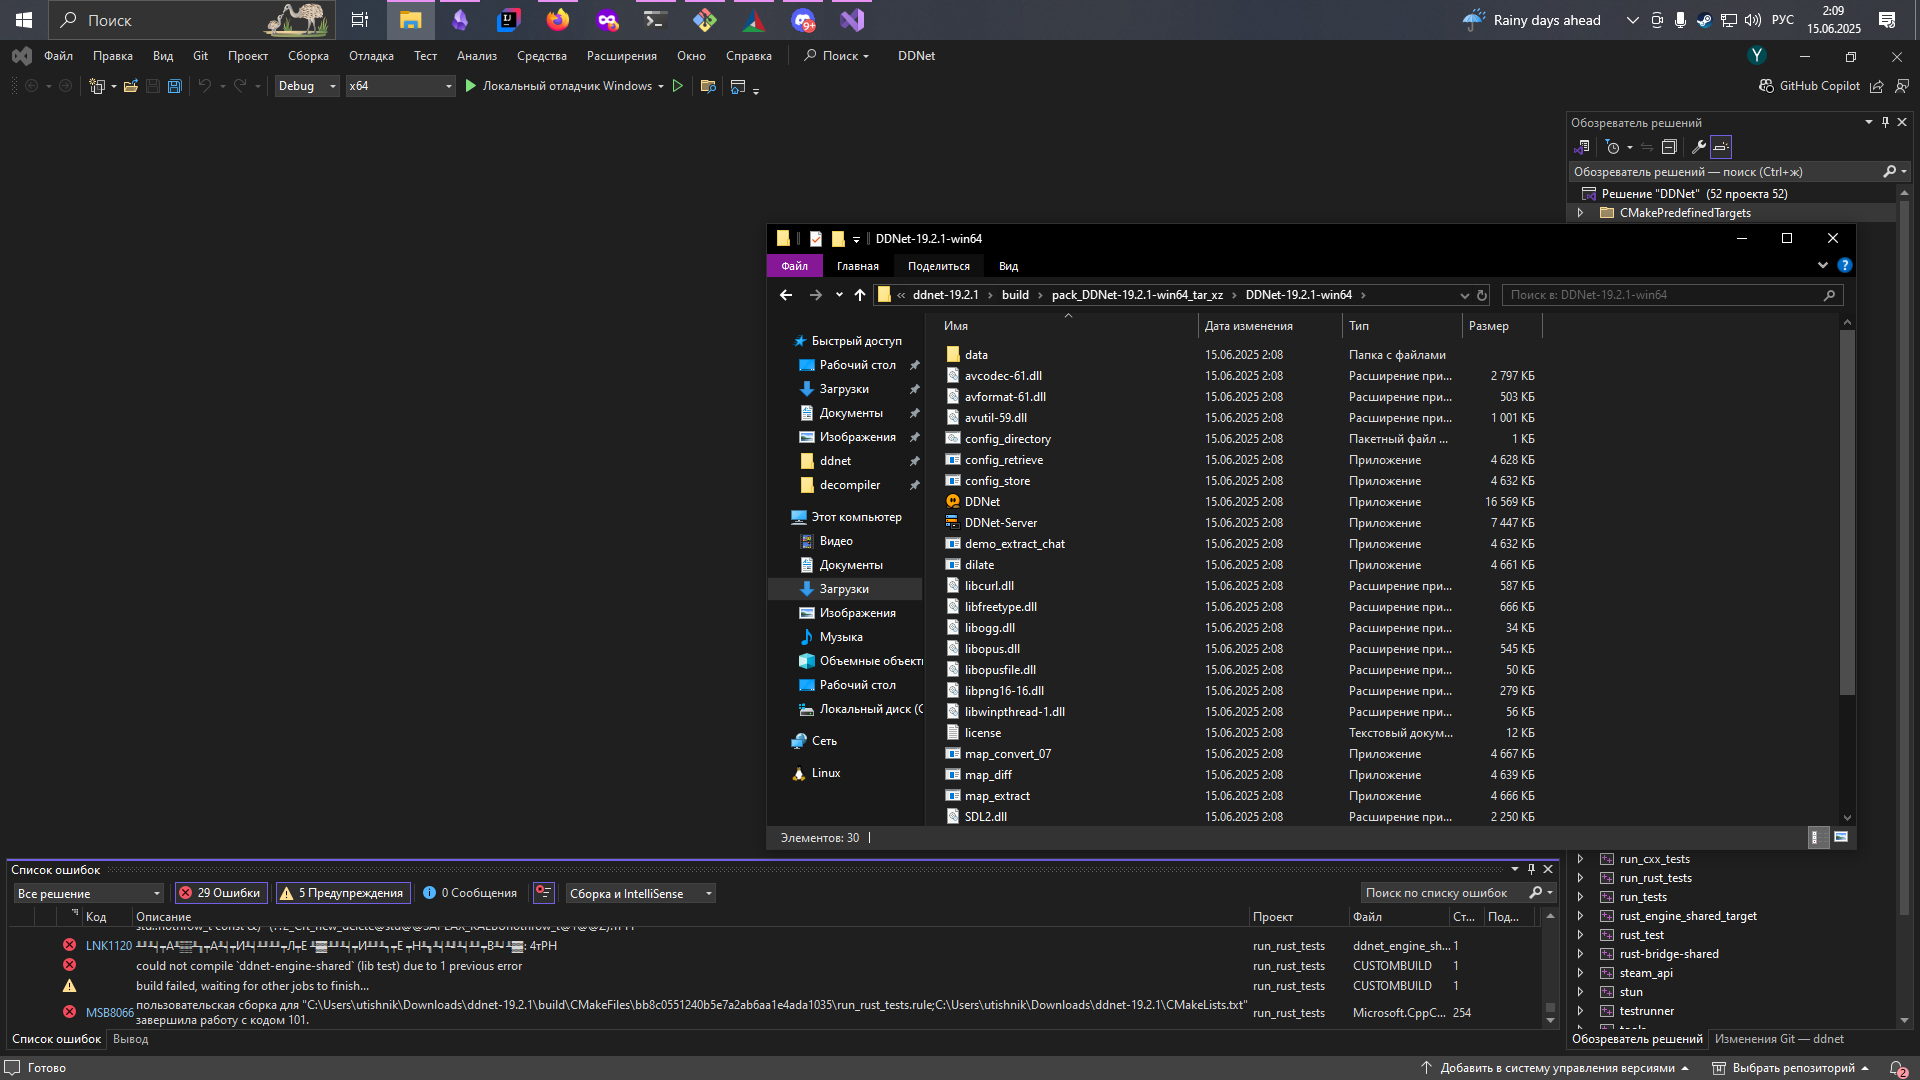 Поиск
Rainy days ahead
РУС
2:09
15.06.2025
Файл Правка Вид Git Проект Сборка Отладка Тест Анализ Средства Расширения Окно Справка Поиск DDNet
Y
Debug x64 Локальный отладчик Windows
GitHub Copilot
Обозреватель решений
Обозреватель решений — поиск (Ctrl+ж)
Решение "DDNet" (52 проекта 52)
CMakePredefinedTargets
DDNet-19.2.1-win64
Файл Главная Поделиться Вид
« ddnet-19.2.1 › build › pack_DDNet-19.2.1-win64_tar_xz › DDNet-19.2.1-win64 ›
Поиск в: DDNet-19.2.1-win64
Быстрый доступ
Рабочий стол
Загрузки
Документы
Изображения
ddnet
decompiler
Этот компьютер
Видео
Документы
Загрузки
Изображения
Музыка
Объемные объект
Рабочий стол
Локальный диск (С
Сеть
Linux
Имя Дата изменения Тип Размер
data 15.06.2025 2:08 Папка с файлами
avcodec-61.dll 15.06.2025 2:08 Расширение при... 2 797 КБ
avformat-61.dll 15.06.2025 2:08 Расширение при... 503 КБ
avutil-59.dll 15.06.2025 2:08 Расширение при... 1 001 КБ
config_directory 15.06.2025 2:08 Пакетный файл ... 1 КБ
config_retrieve 15.06.2025 2:08 Приложение 4 628 КБ
config_store 15.06.2025 2:08 Приложение 4 632 КБ
DDNet 15.06.2025 2:08 Приложение 16 569 КБ
DDNet-Server 15.06.2025 2:08 Приложение 7 447 КБ
demo_extract_chat 15.06.2025 2:08 Приложение 4 632 КБ
dilate 15.06.2025 2:08 Приложение 4 661 КБ
libcurl.dll 15.06.2025 2:08 Расширение при... 587 КБ
libfreetype.dll 15.06.2025 2:08 Расширение при... 666 КБ
libogg.dll 15.06.2025 2:08 Расширение при... 34 КБ
libopus.dll 15.06.2025 2:08 Расширение при... 545 КБ
libopusfile.dll 15.06.2025 2:08 Расширение при... 50 КБ
libpng16-16.dll 15.06.2025 2:08 Расширение при... 279 КБ
libwinpthread-1.dll 15.06.2025 2:08 Расширение при... 56 КБ
license 15.06.2025 2:08 Текстовый докум... 12 КБ
map_convert_07 15.06.2025 2:08 Приложение 4 667 КБ
map_diff 15.06.2025 2:08 Приложение 4 639 КБ
map_extract 15.06.2025 2:08 Приложение 4 666 КБ
SDL2.dll 15.06.2025 2:08 Расширение при... 2 250 КБ
Элементов: 30
run_cxx_tests
run_rust_tests
run_tests
rust_engine_shared_target
rust_test
rust-bridge-shared
steam_api
stun
testrunner
Обозреватель решений Изменения Git — ddnet
Список ошибок
Все решение 29 Ошибки 5 Предупреждения 0 Сообщения Сборка и IntelliSense
Поиск по списку ошибок
Код Описание Проект Файл Ст... Под...
LNK1120 run_rust_tests ddnet_engine_sh... 1
could not compile `ddnet-engine-shared` (lib test) due to 1 previous error run_rust_tests CUSTOMBUILD 1
build failed, waiting for other jobs to finish... run_rust_tests CUSTOMBUILD 1
MSB8066 пользовательская сборка для "C:\Users\utishnik\Downloads\ddnet-19.2.1\build\CMakeFiles\bb8c0551240b5e7a2ab6aa1e4ada1035\run_rust_tests.rule;C:\Users\utishnik\Downloads\ddnet-19.2.1\CMakeLists.txt" run_rust_tests Microsoft.CppC... 254
завершила работу с кодом 101.
Список ошибок Вывод
Готово
Добавить в систему управления версиями Выбрать репозиторий 2